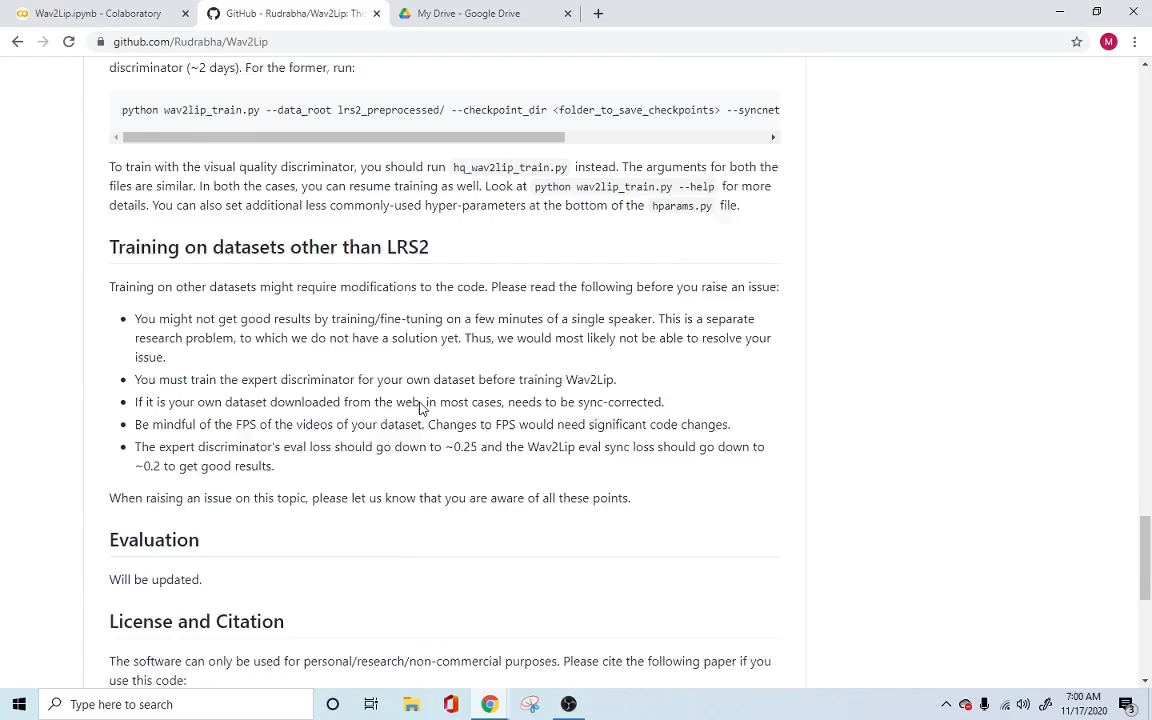 Wav2Lip.ipynb - Colaboratory
GitHub - Rudrabha/Wav2Lip: This
My Drive - Google Drive
github.com/Rudrabha/Wav2Lip
M
discriminator (~2 days). For the former, run:
python wav2lip_train.py --data_root lrs2_preprocessed/ --checkpoint_dir <folder_to_save_checkpoints> --syncnet
To train with the visual quality discriminator, you should run hq_wav2lip_train.py instead. The arguments for both the
files are similar. In both the cases, you can resume training as well. Look at python wav2lip_train.py --help for more
details. You can also set additional less commonly-used hyper-parameters at the bottom of the hparams.py file.
Training on datasets other than LRS2
Training on other datasets might require modifications to the code. Please read the following before you raise an issue:
You might not get good results by training/fine-tuning on a few minutes of a single speaker. This is a separate
research problem, to which we do not have a solution yet. Thus, we would most likely not be able to resolve your
issue.
You must train the expert discriminator for your own dataset before training Wav2Lip.
If it is your own dataset downloaded from the web, in most cases, needs to be sync-corrected.
Be mindful of the FPS of the videos of your dataset. Changes to FPS would need significant code changes.
The expert discriminator's eval loss should go down to ~0.25 and the Wav2Lip eval sync loss should go down to
~0.2 to get good results.
When raising an issue on this topic, please let us know that you are aware of all these points.
Evaluation
Will be updated.
License and Citation
The software can only be used for personal/research/non-commercial purposes. Please cite the following paper if you
use this code:
Type here to search
7:00 AM
11/17/2020
3